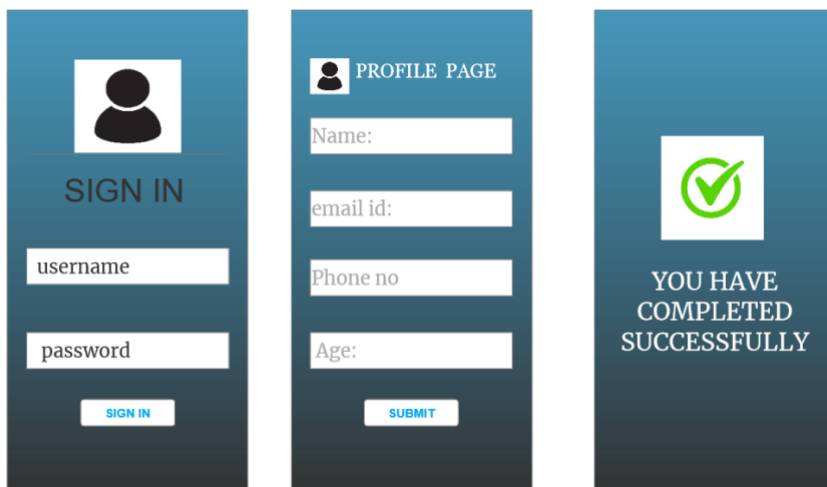 SIGN IN
username
password
SIGN IN
PROFILE PAGE
Name:
email id:
Phone no
Age:
SUBMIT
YOU HAVE
COMPLETED
SUCCESSFULLY